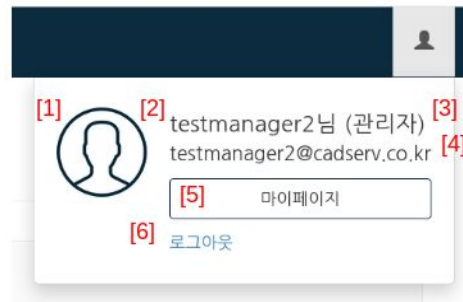 [1] [2] testmanager2님 (관리자) [3]
testmanager2@cadserv.co.kr [4]
[5] 마이페이지
[6] 로그아웃